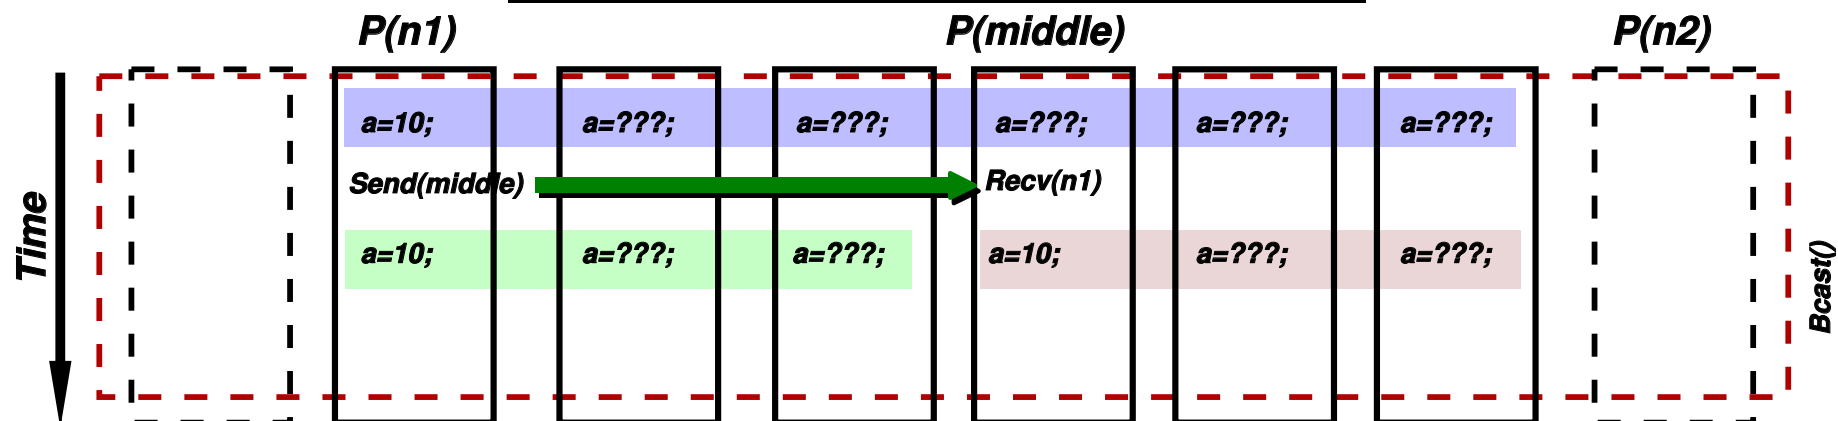 P(n1) P(middle) P(n2)
a=10; a=???; a=???; a=???; a=???; a=???;
Send(middle) Recv(n1)
a=10; a=???; a=???; a=10; a=???; a=???;
Time
Bcast()